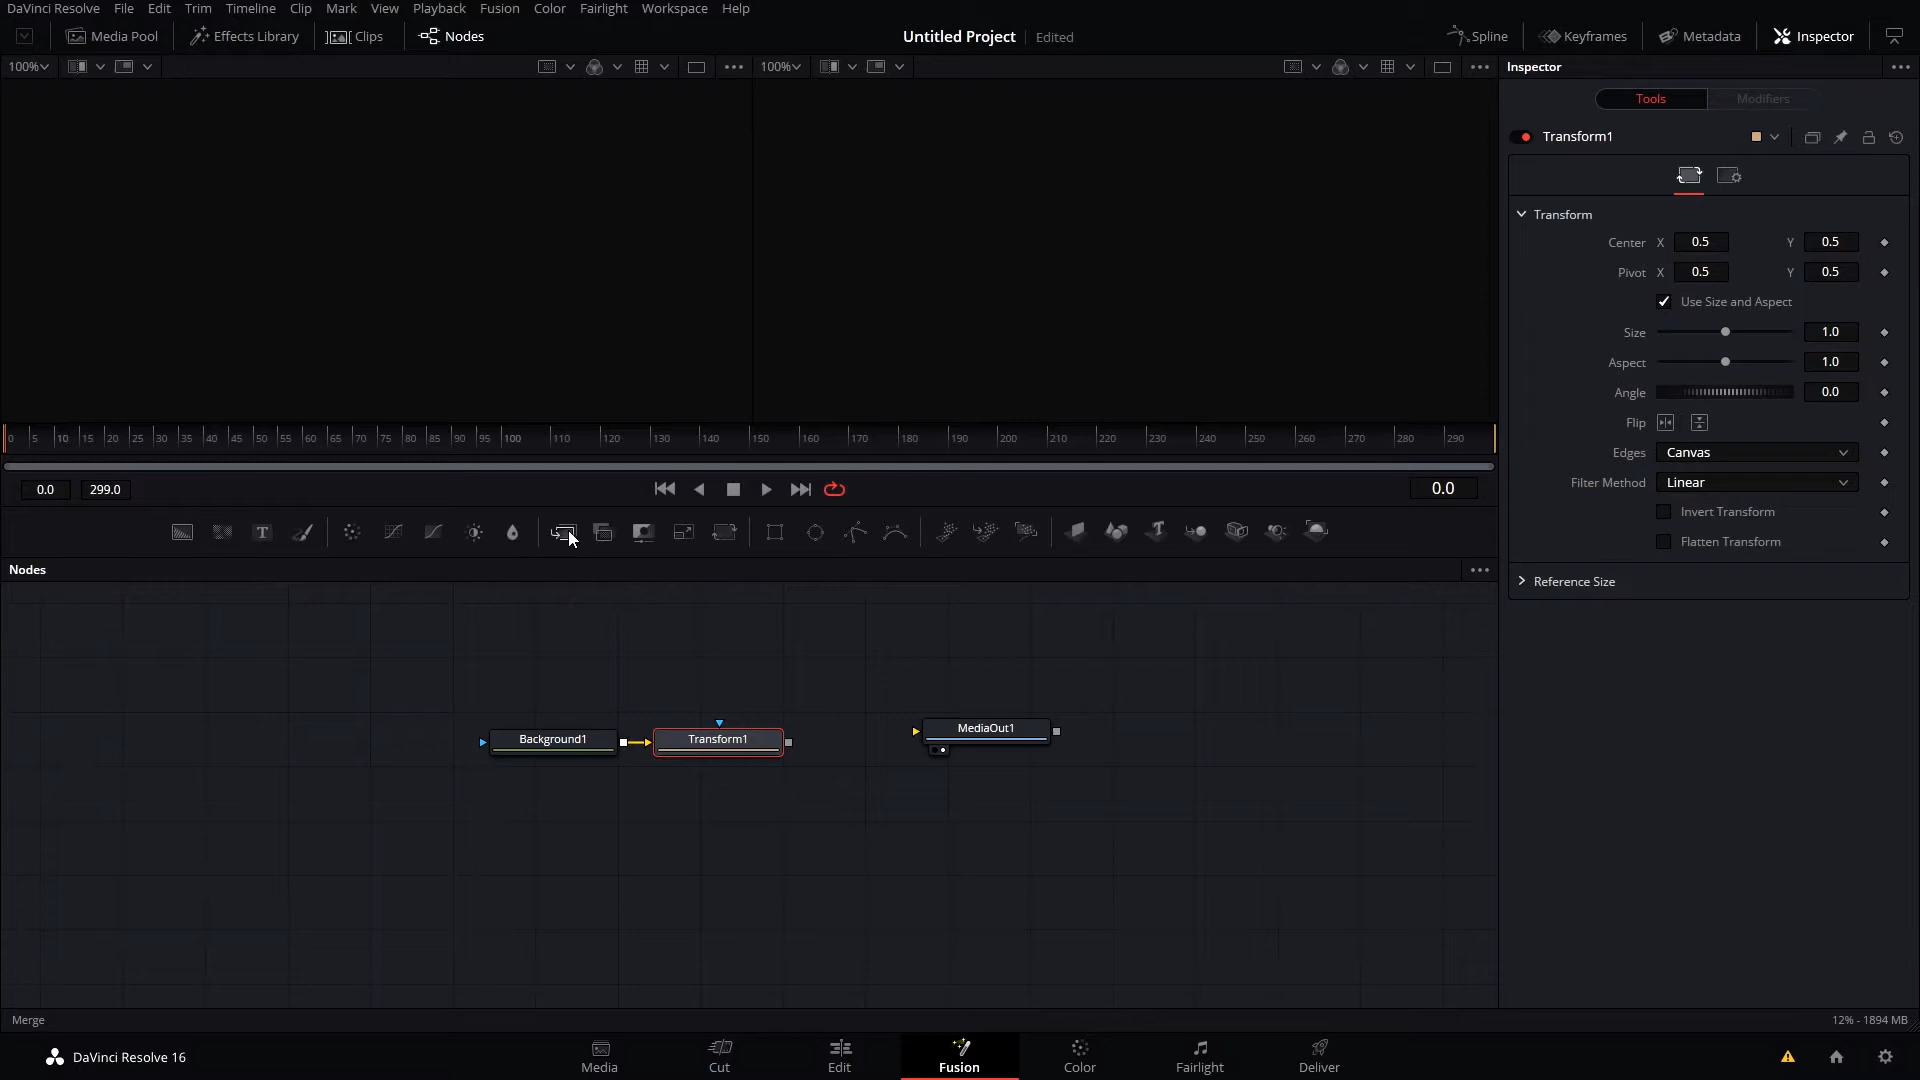 DaVinci Resolve File Edit Trim Timeline Clip Mark View Playback Fusion Color Fairlight Workspace Help
Media Pool Effects Library Clips Nodes Untitled Project Edited Spline Keyframes Metadata Inspector
100% 100% Inspector
Tools Modifiers
Transform1
Transform
Center X 0.5 Y 0.5
Pivot X 0.5 Y 0.5
Use Size and Aspect
Size 1.0
Aspect 1.0
Angle 0.0
Flip
Edges Canvas
Filter Method Linear
Invert Transform
Flatten Transform
Reference Size
0 5 10 15 20 25 30 35 40 45 50 55 60 65 70 75 80 85 90 95 100 110 120 130 140 150 160 170 180 190 200 210 220 230 240 250 260 270 280 290
0.0 299.0 0.0
Nodes
Background1 Transform1 MediaOut1
Merge 12% - 1894 MB
DaVinci Resolve 16 Media Cut Edit Fusion Color Fairlight Deliver